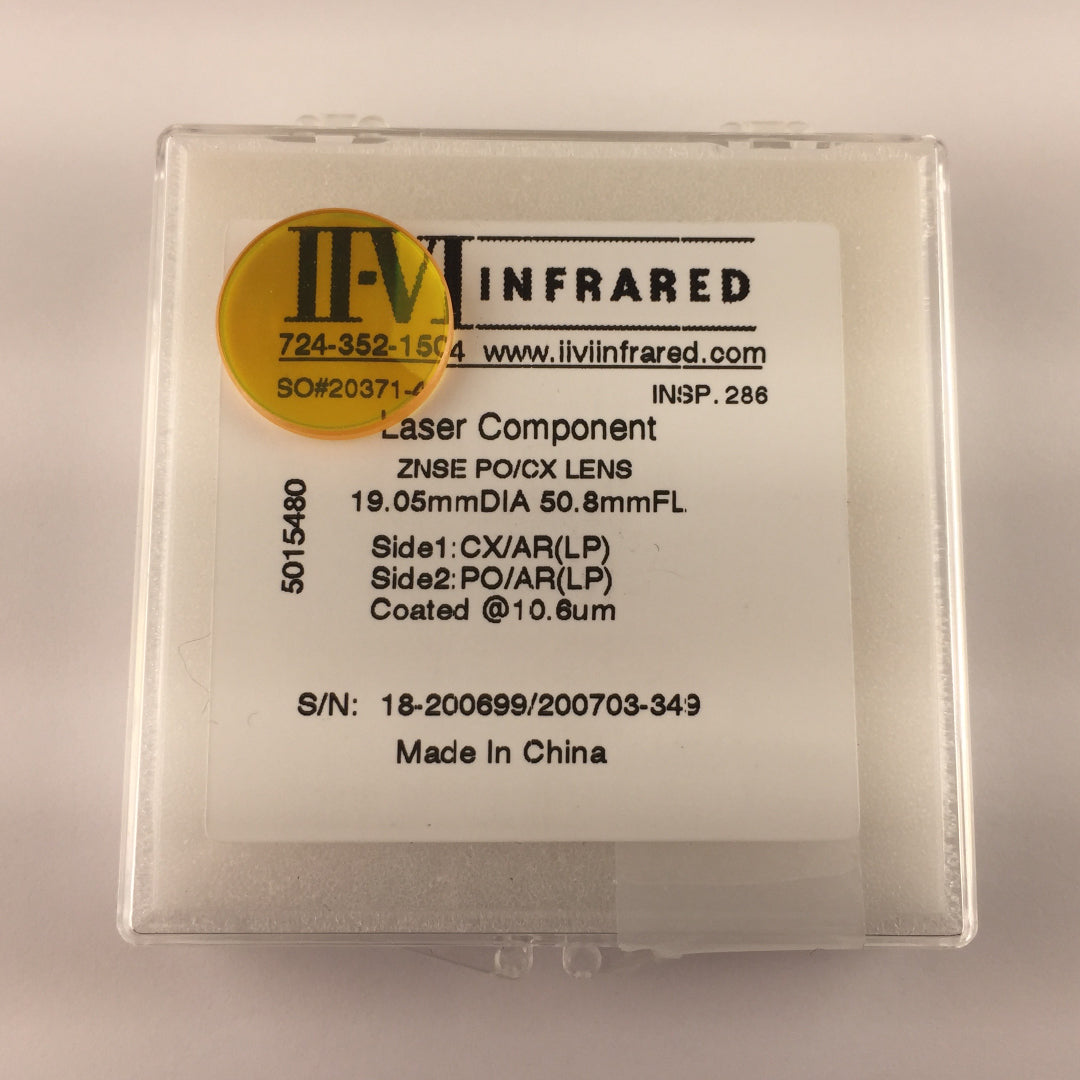 II-VI INFRARED
724-352-1504 www.iiviinfrared.com
SO#20371-4 INSP. 286
Laser Component
ZNSE PO/CX LENS
19.05mmDIA 50.8mmFL
5015480
Side1:CX/AR(LP)
Side2:PO/AR(LP)
Coated @10.6um
S/N: 18-200699/200703-349
Made In China